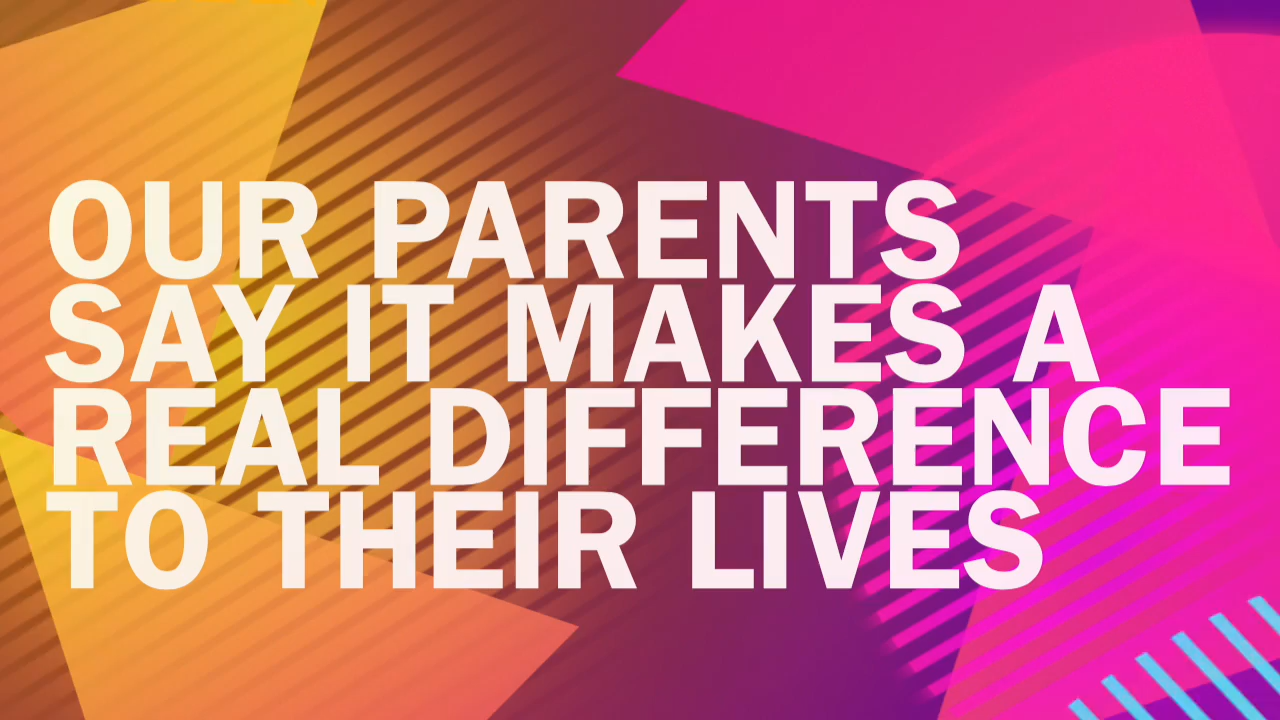 OUR PARENTS
SAY IT MAKES A
REAL DIFFERENCE
TO THEIR LIVES